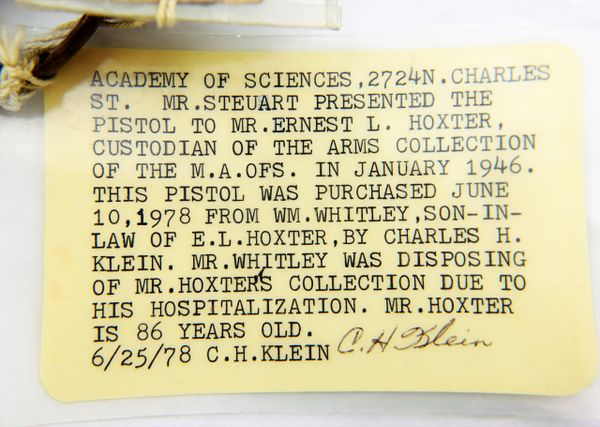 ACADEMY OF SCIENCES,2724N.CHARLES
ST. MR.STEUART PRESENTED THE
PISTOL TO MR.ERNEST L. HOXTER,
CUSTODIAN OF THE ARMS COLLECTION
OF THE M.A.OFS. IN JANUARY 1946.
THIS PISTOL WAS PURCHASED JUNE
10,1978 FROM WM.WHITLEY,SON-IN-
LAW OF E.L.HOXTER,BY CHARLES H.
KLEIN. MR.WHITLEY WAS DISPOSING
OF MR.HOXTERS COLLECTION DUE TO
HIS HOSPITALIZATION. MR.HOXTER
IS 86 YEARS OLD.
6/25/78 C.H.KLEIN C.H Klein